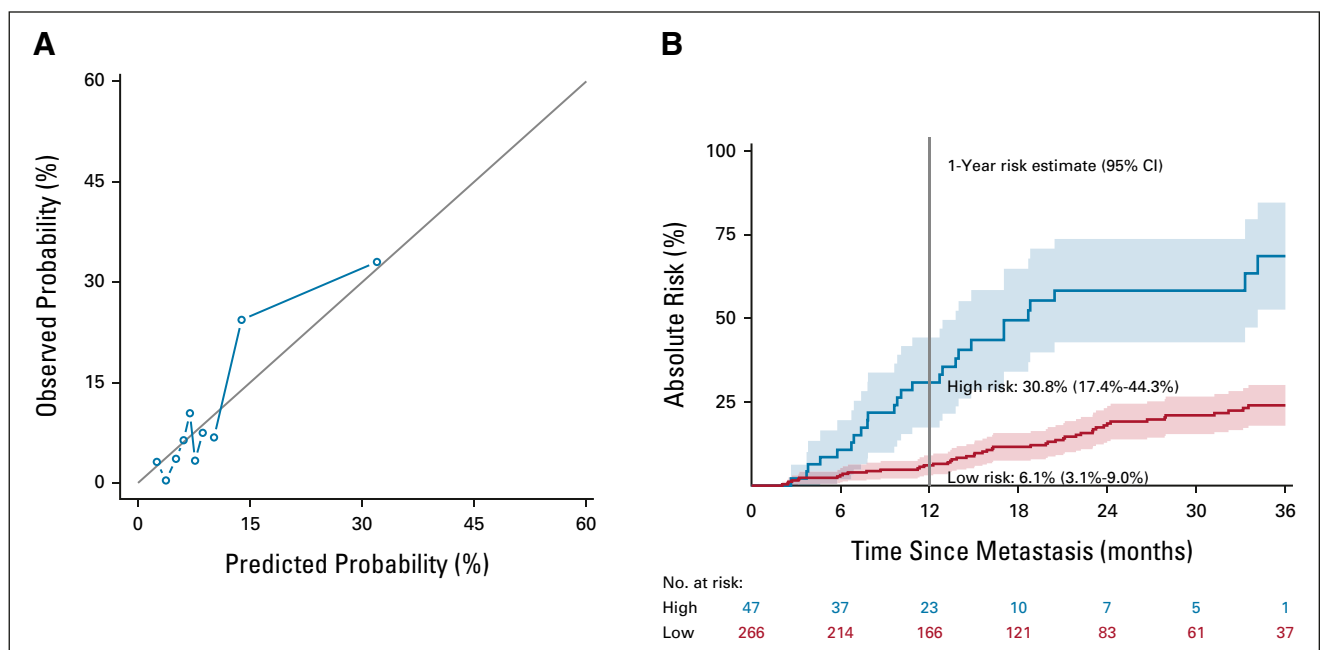 A
60
45
30
15
0
Observed Probability (%)
0 15 30 45 60
Predicted Probability (%)
B
100
75
50
25
Absolute Risk (%)
1-Year risk estimate (95% CI)
High risk: 30.8% (17.4%-44.3%)
Low risk: 6.1% (3.1%-9.0%)
0 6 12 18 24 30 36
Time Since Metastasis (months)
No. at risk:
High 47 37 23 10 7 5 1
Low 266 214 166 121 83 61 37